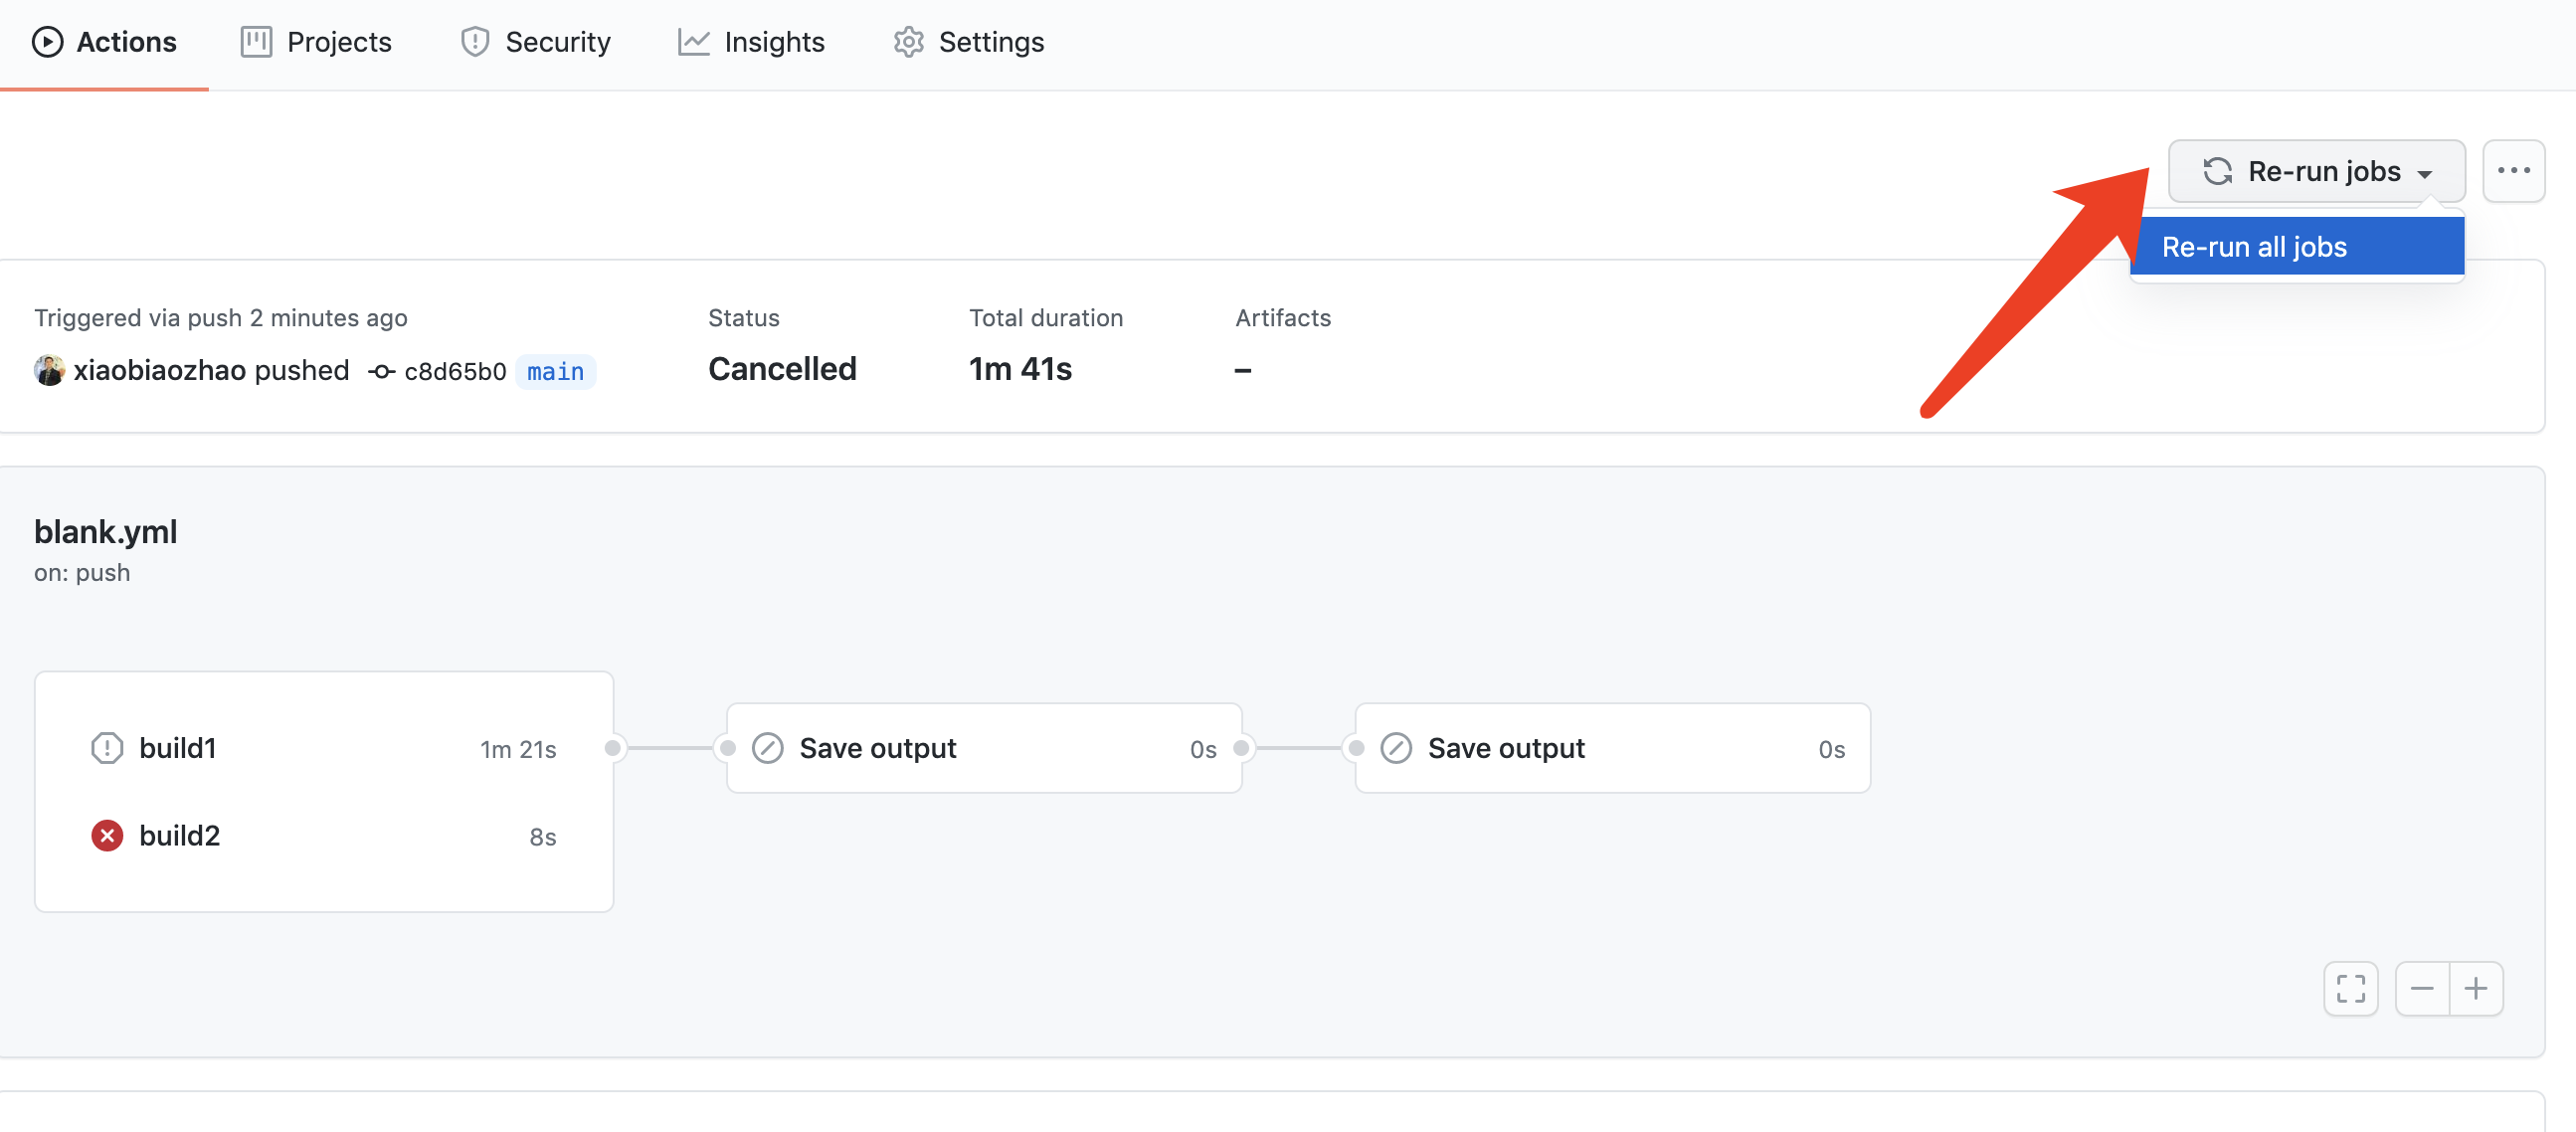 Actions Projects Security Insights Settings
Re-run jobs
Re-run all jobs
Triggered via push 2 minutes ago Status Total duration Artifacts
xiaobiaozhao pushed c8d65b0 main Cancelled 1m 41s –
blank.yml
on: push
build1 1m 21s Save output 0s Save output 0s
build2 8s